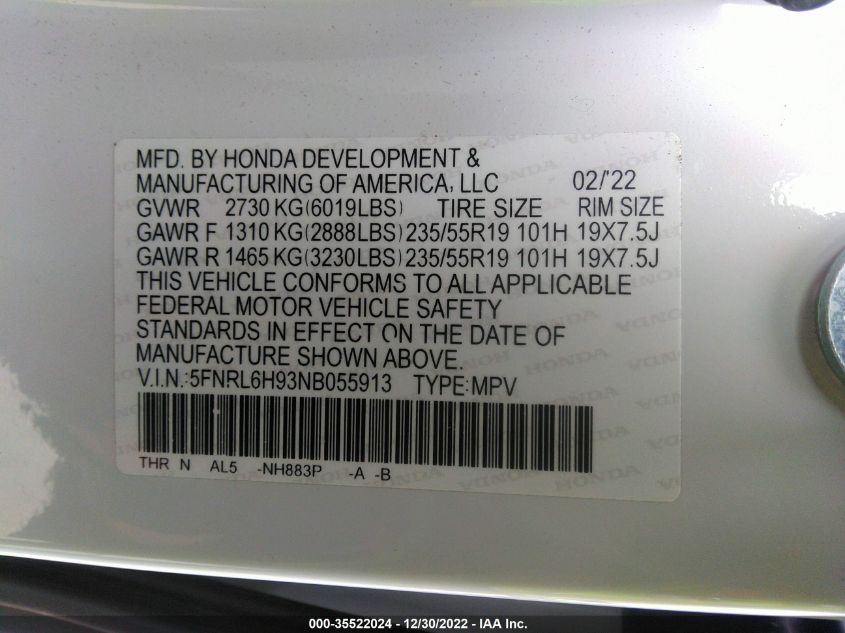 MFD. BY HONDA DEVELOPMENT &
MANUFACTURING OF AMERICA, LLC 02/'22
GVWR 2730 KG(6019LBS) TIRE SIZE RIM SIZE
GAWR F 1310 KG(2888LBS) 235/55R19 101H 19X7.5J
GAWR R 1465 KG(3230LBS) 235/55R19 101H 19X7.5J
THIS VEHICLE CONFORMS TO ALL APPLICABLE
FEDERAL MOTOR VEHICLE SAFETY
STANDARDS IN EFFECT ON THE DATE OF
MANUFACTURE SHOWN ABOVE.
V.I.N.:5FNRL6H93NB055913 TYPE:MPV
THR N AL5 -NH883P -A -B
000-35522024 - 12/30/2022 - IAA Inc.